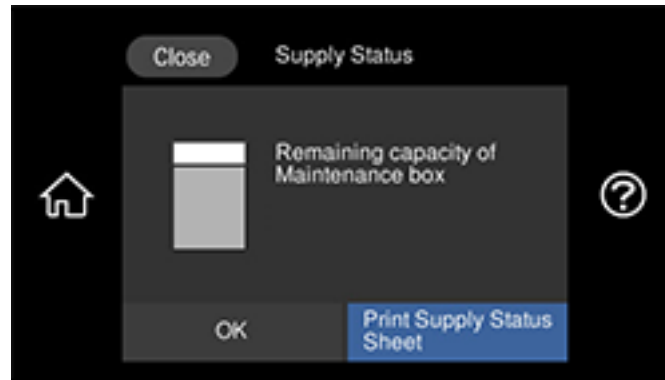 Close
Supply Status
Remaining capacity of
Maintenance box
OK
Print Supply Status
Sheet